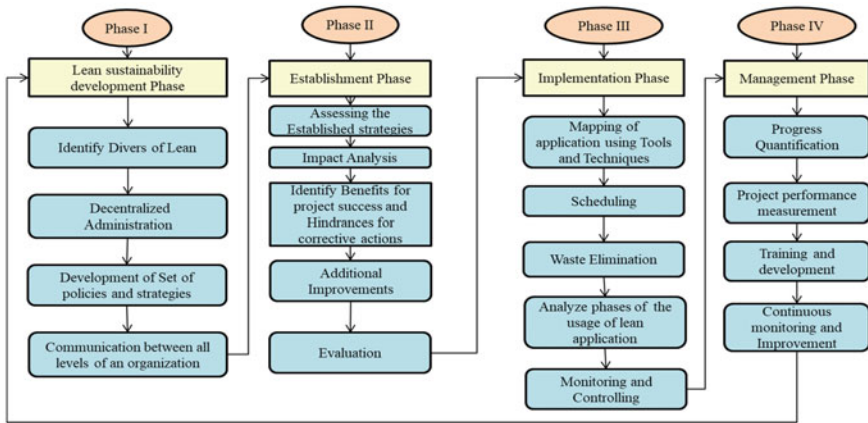 Phase I
Lean sustainability
development Phase
Identify Divers of Lean
Decentralized
Administration
Development of Set of
policies and strategies
Communication between all
levels of an organization
Phase II
Establishment Phase
Assessing the
Established strategies
Impact Analysis
Identify Benefits for
project success and
Hindrances for
corrective actions
Additional
Improvements
Evaluation
Phase III
Implementation Phase
Mapping of
application using Tools
and Techniques
Scheduling
Waste Elimination
Analyze phases of the
usage of lean
application
Monitoring and
Controlling
Phase IV
Management Phase
Progress
Quantification
Project performance
measurement
Training and
development
Continuous
monitoring and
Improvement